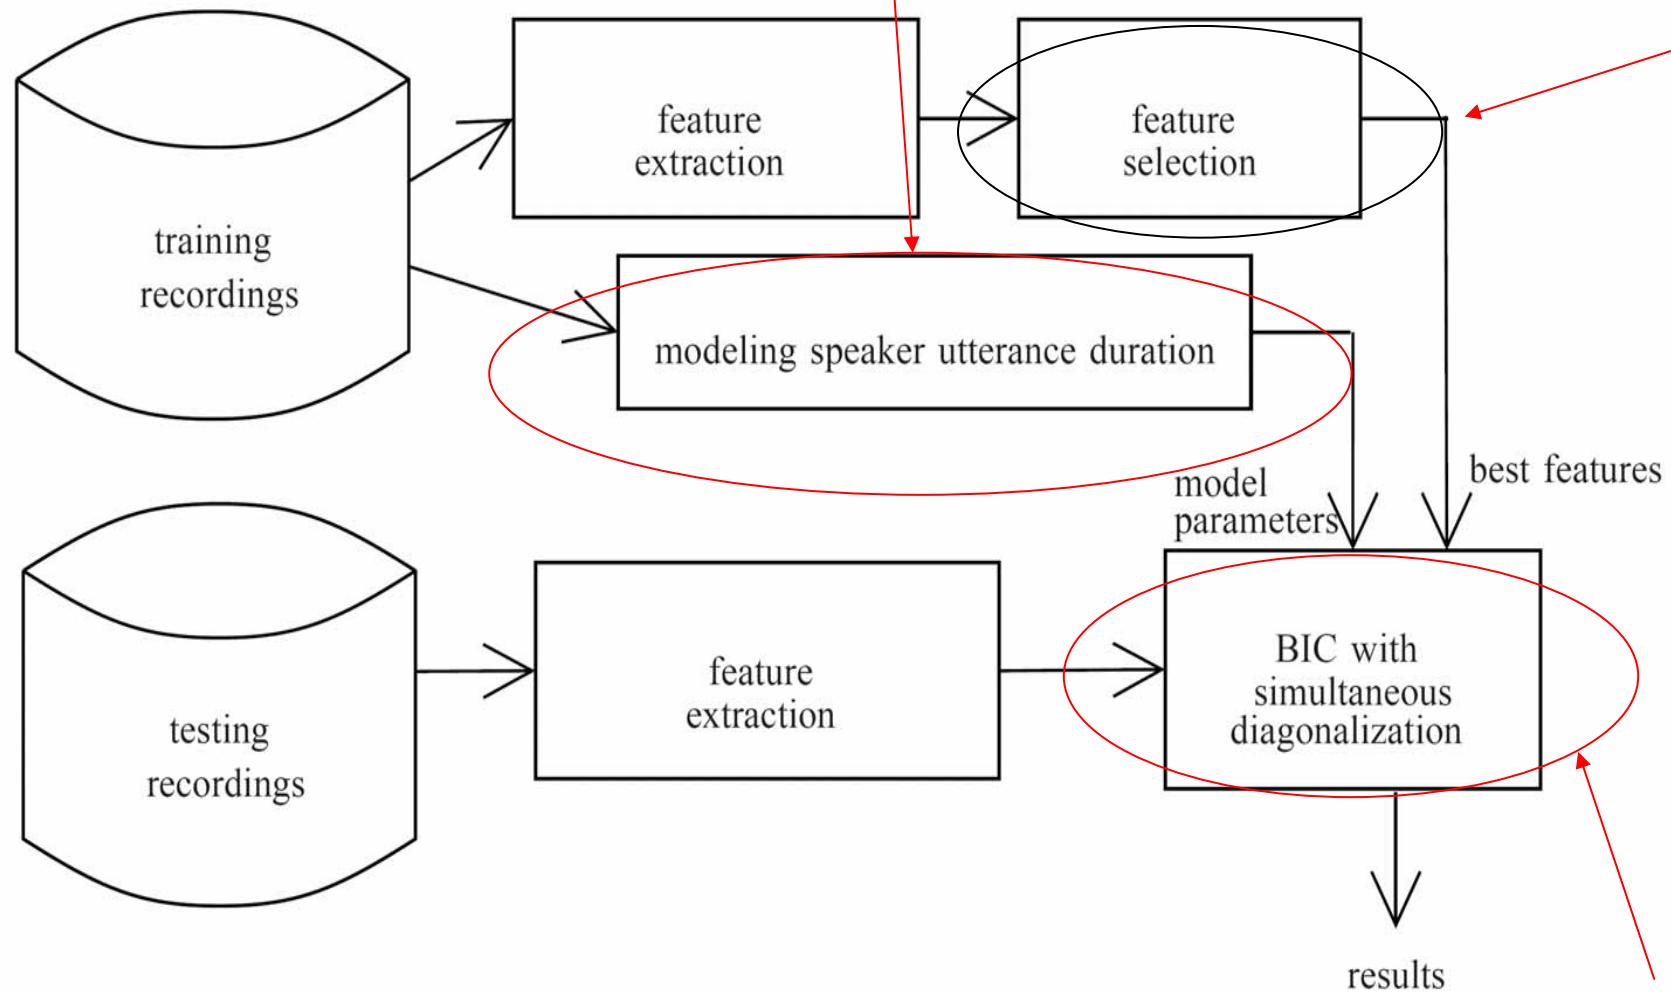 feature
extraction
feature
selection
training
recordings
modeling speaker utterance duration
model
parameters
best features
testing
recordings
feature
extraction
BIC with
simultaneous
diagonalization
results